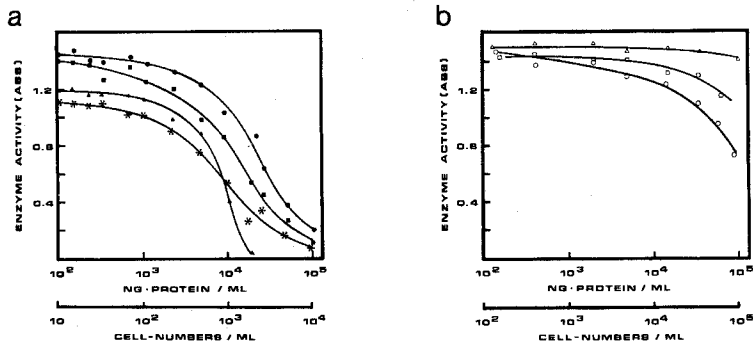 a
ENZYME ACTIVITY (ABS)
1.2
0.8
0.4
10² 10³ 10⁴ 10⁵
NG·PROTEIN / ML
10 10² 10³ 10⁴
CELL-NUMBERS / ML
b
ENZYME ACTIVITY (ABS)
1.2
0.8
0.4
10² 10³ 10⁴ 10⁵
NG·PROTEIN / ML
10² 10³ 10⁴ 10⁵
CELL-NUMBERS / ML